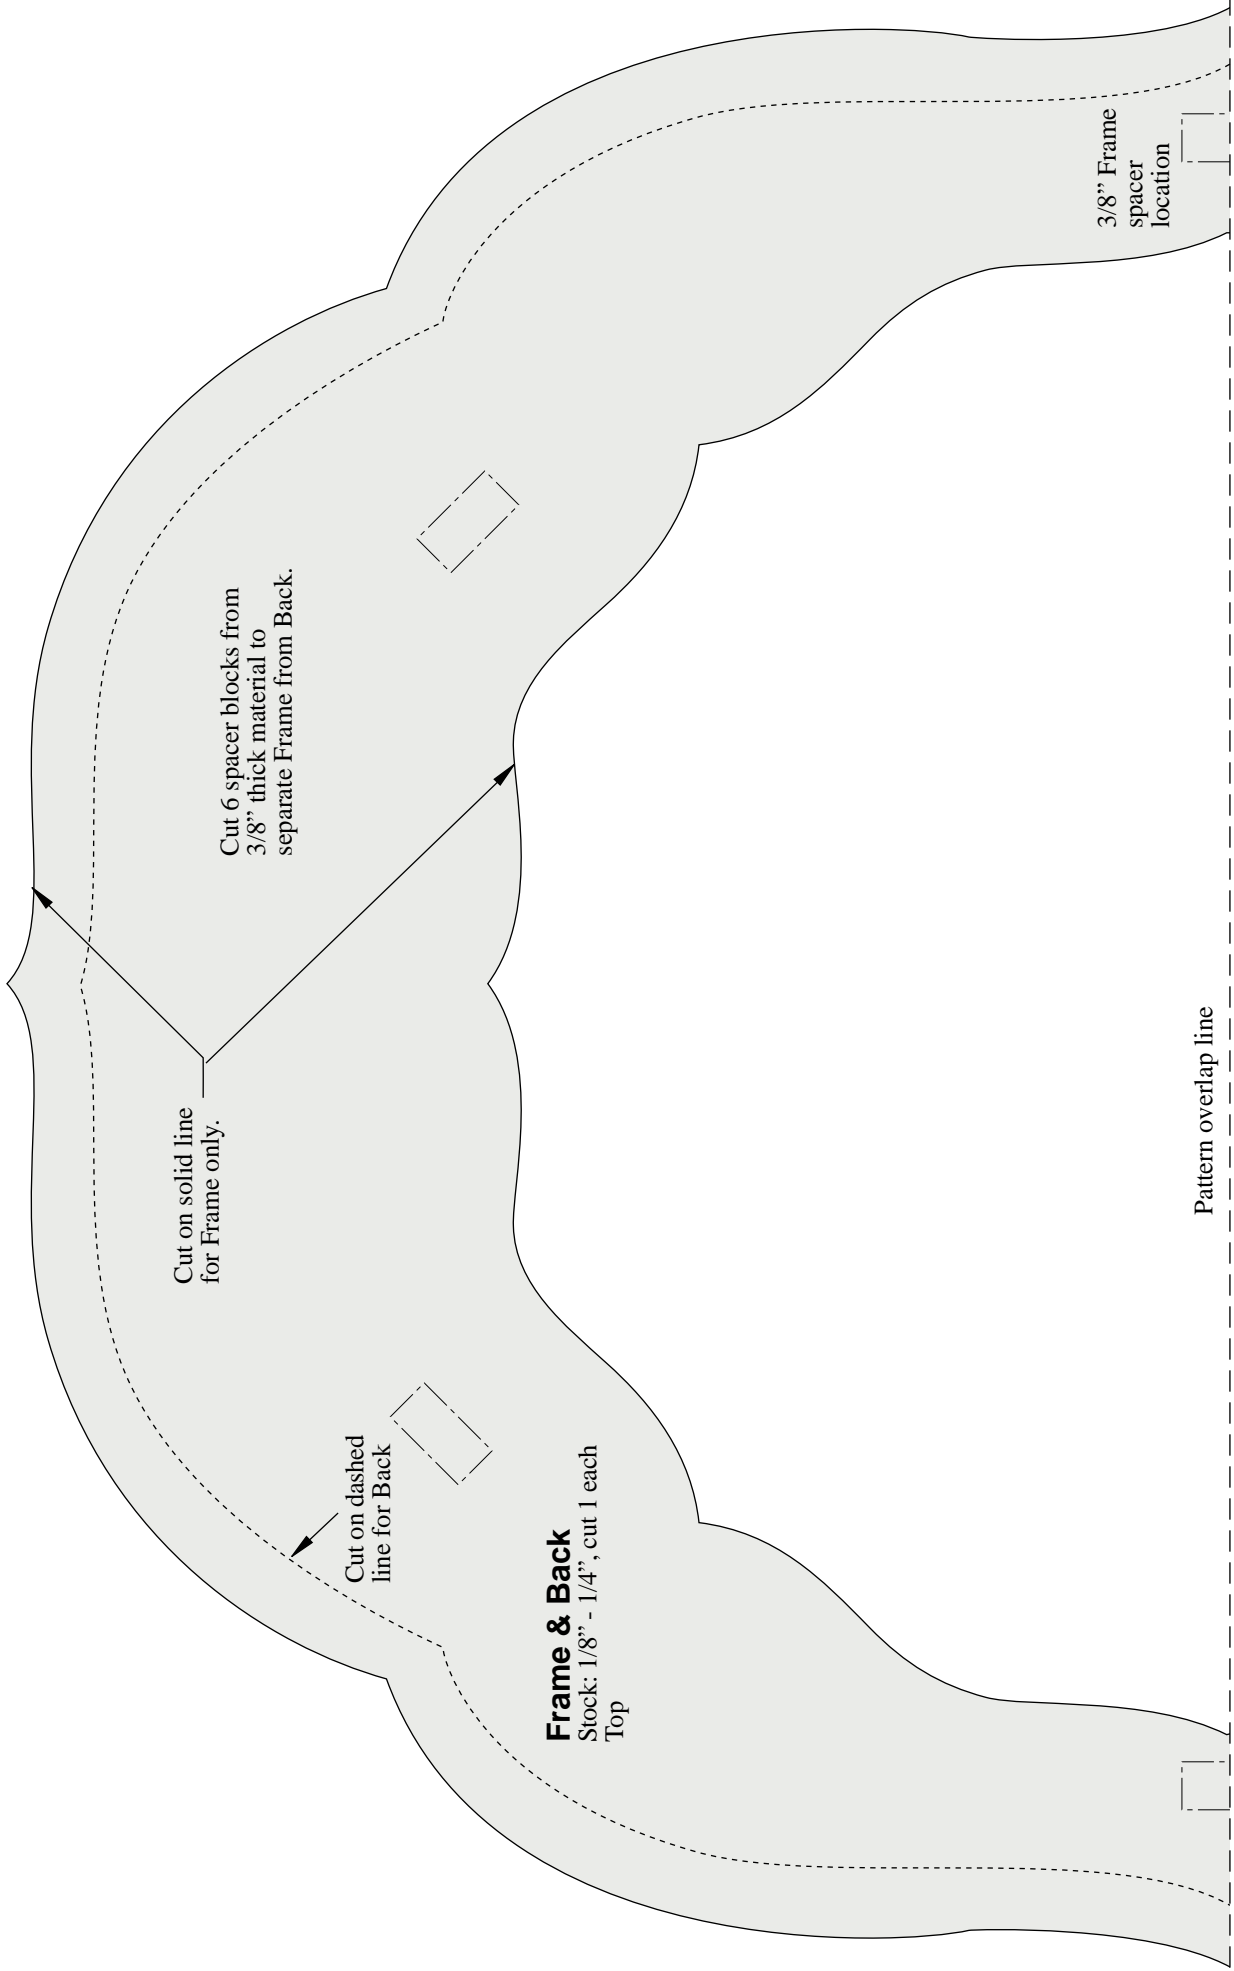 Cut on solid line
for Frame only.
Cut 6 spacer blocks from
3/8” thick material to
separate Frame from Back.
Cut on dashed
line for Back
Frame & Back
Stock: 1/8” - 1/4”, cut 1 each
Top
3/8” Frame
spacer
location
Pattern overlap line